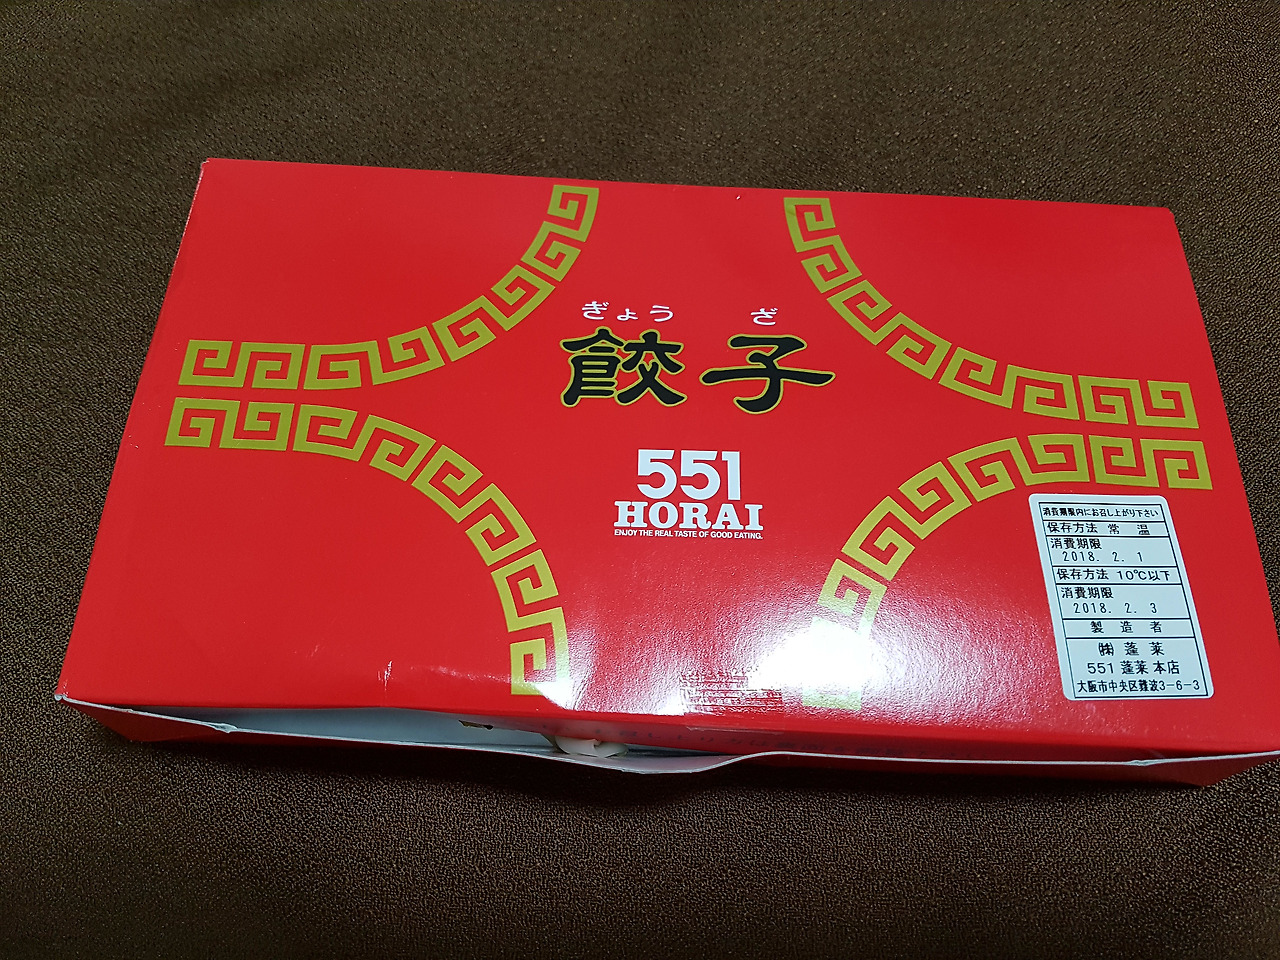 ぎょうざ
餃子
551
HORAI
ENJOY THE REAL TASTE OF GOOD EATING.
消費期限内にお召し上がり下さい
保存方法 常 温
消費期限
2018. 2. 1
保存方法 10℃以下
消費期限
2018. 2. 3
製 造 者
㈱ 蓬 莱
551 蓬莱 本店
大阪市中央区難波3-6-3